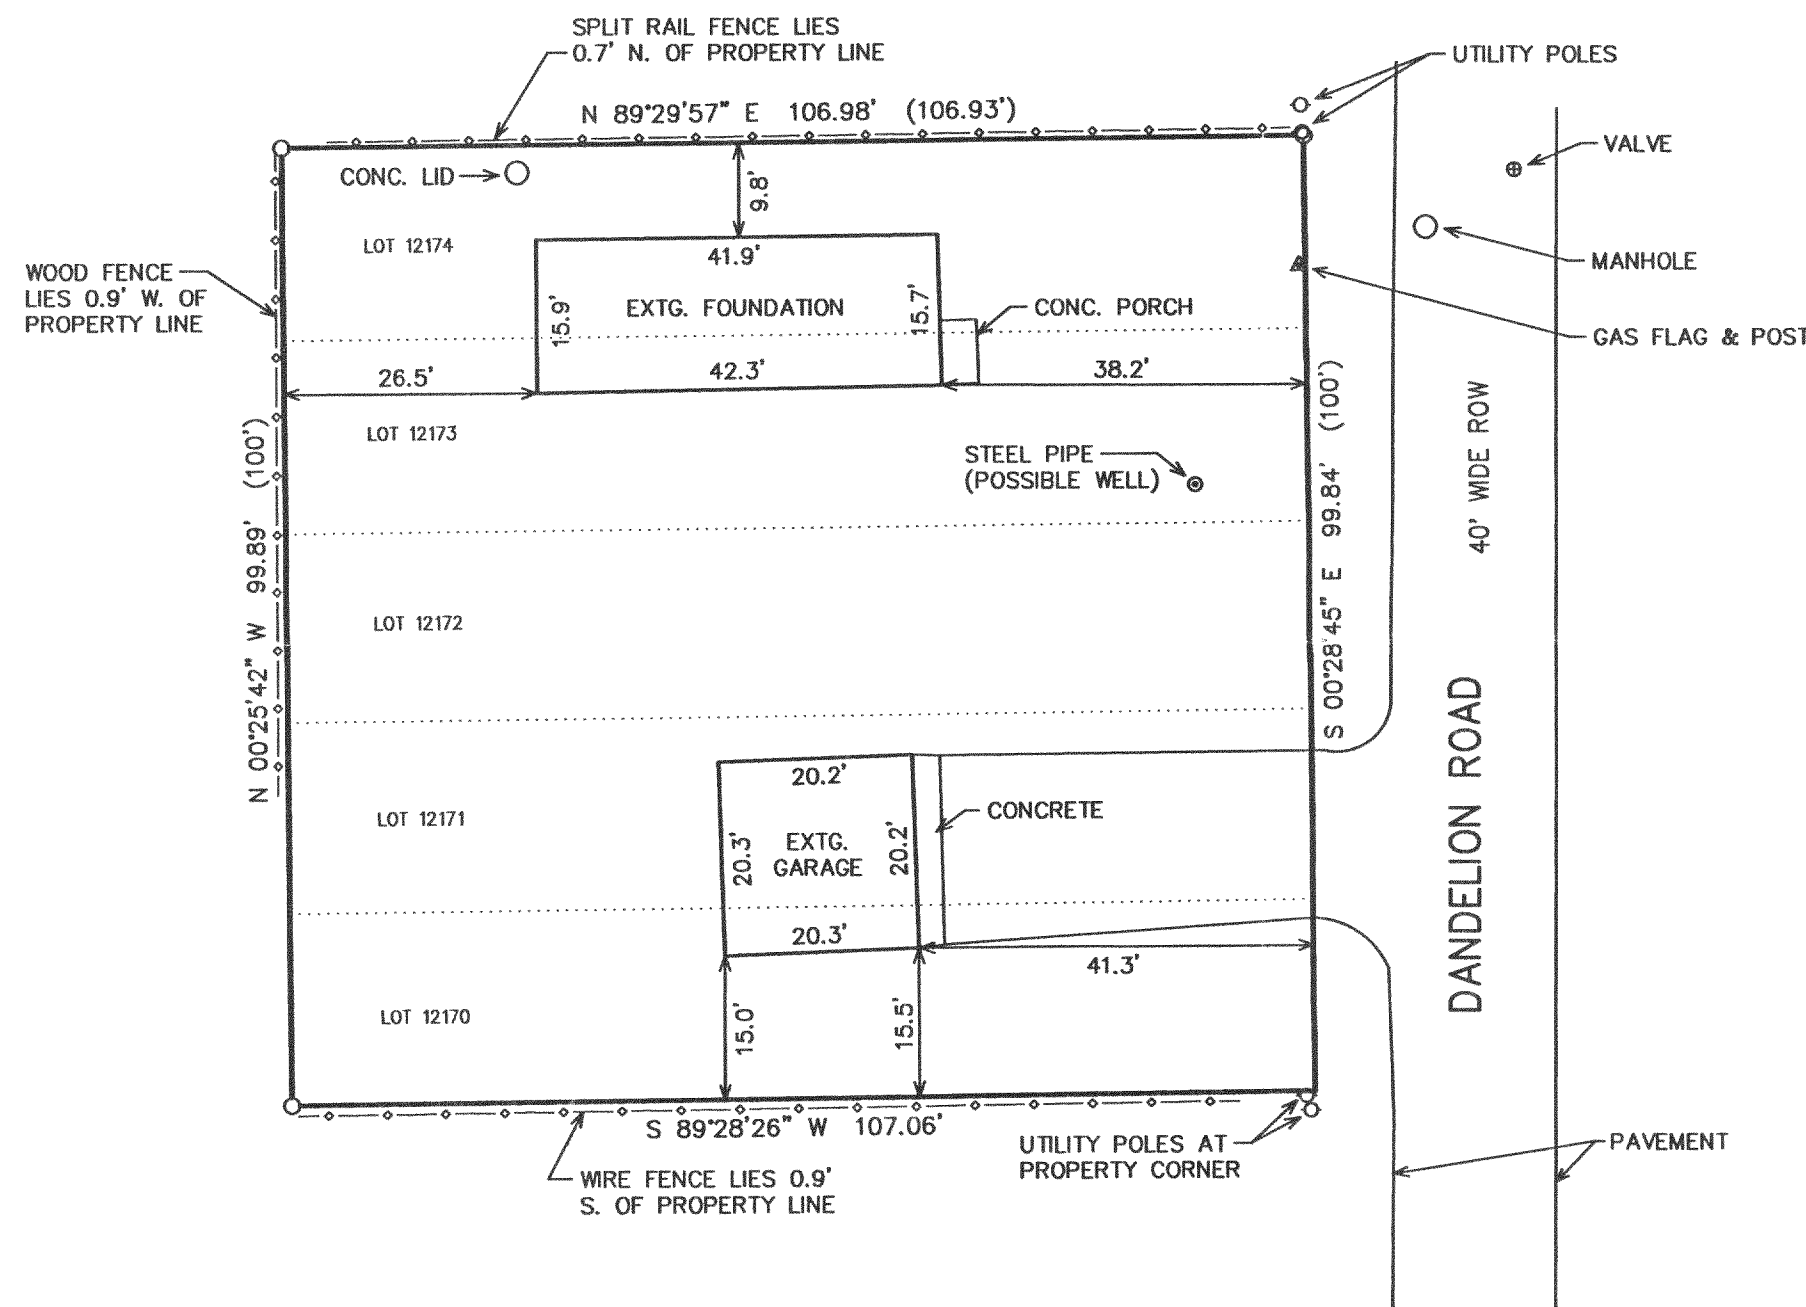 SPLIT RAIL FENCE LIES
0.7' N. OF PROPERTY LINE
UTILITY POLES
N 89°29'57" E 106.98' (106.93')
VALVE
CONC. LID
9.8'
LOT 12174
41.9'
MANHOLE
WOOD FENCE
LIES 0.9' W. OF
PROPERTY LINE
15.9'
EXTG. FOUNDATION
15.7'
CONC. PORCH
GAS FLAG & POST
26.5'
42.3'
38.2'
LOT 12173
N 00°25'42" W 99.89' (100')
S 00°28'45" E 99.84' (100')
40' WIDE ROW
STEEL PIPE
(POSSIBLE WELL)
LOT 12172
DANDELION ROAD
20.2'
LOT 12171
20.3'
EXTG.
GARAGE
20.2'
CONCRETE
20.3'
41.3'
LOT 12170
15.0'
15.5'
S 89°28'26" W 107.06'
UTILITY POLES AT
PROPERTY CORNER
PAVEMENT
WIRE FENCE LIES 0.9'
S. OF PROPERTY LINE